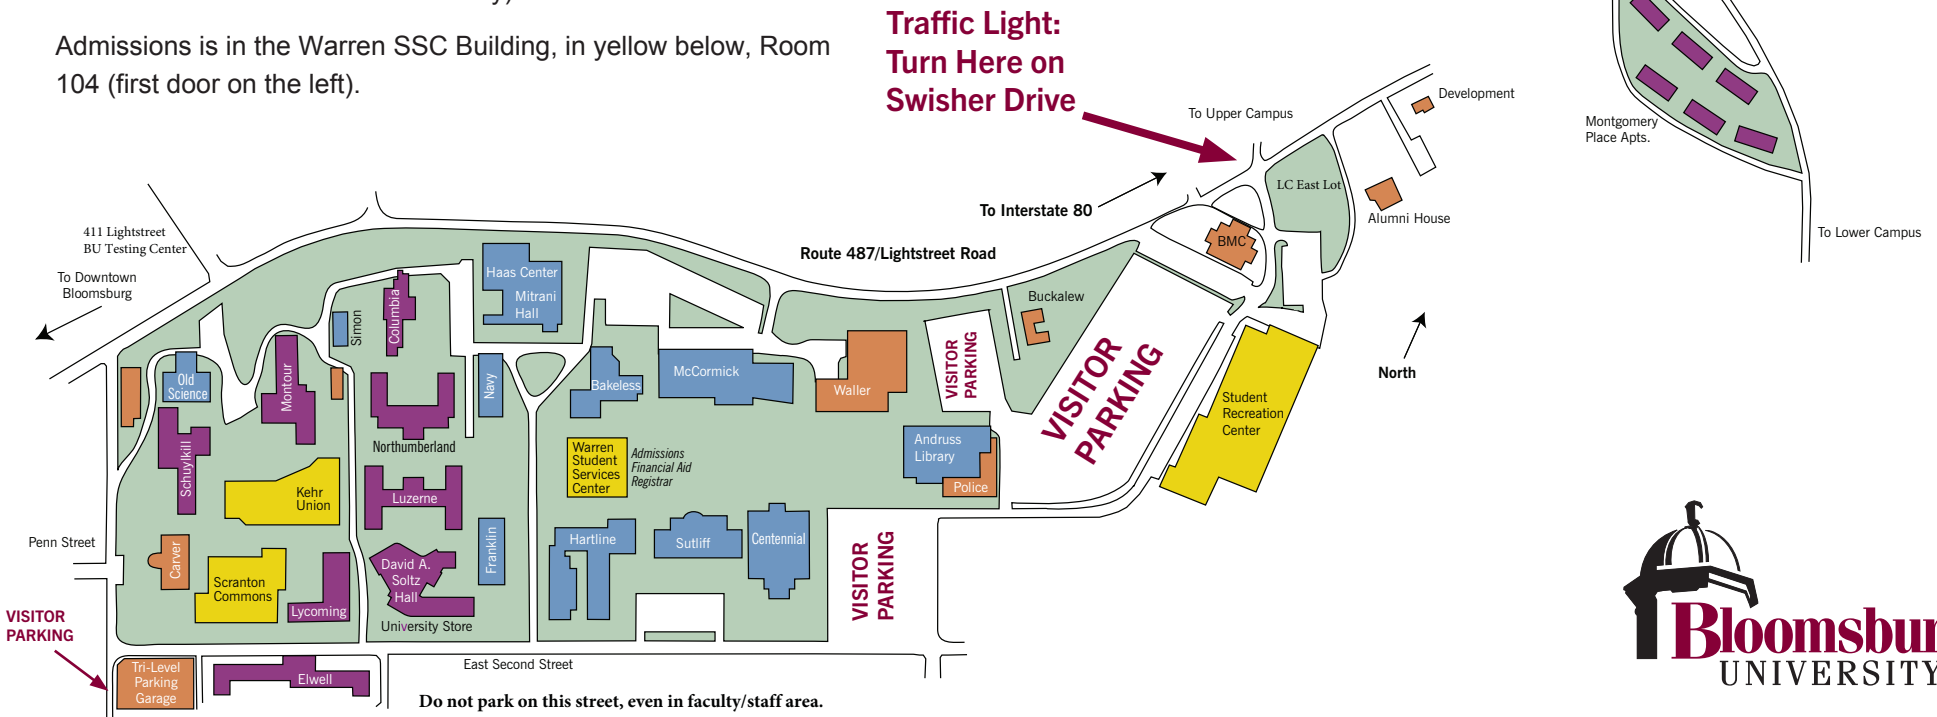 Admissions is in the Warren SSC Building, in yellow below, Room
104 (first door on the left).
Traffic Light:
Turn Here on
Swisher Drive
To Upper Campus
Development
Montgomery
Place Apts.
LC East Lot
Alumni House
To Lower Campus
To Interstate 80
411 Lightstreet
BU Testing Center
To Downtown
Bloomsburg
Route 487/Lightstreet Road
BMC
Haas Center
Mitrani
Hall
Columbia
Simon
Buckalew
VISITOR
PARKING
VISITOR
PARKING
North
Old
Science
Montour
Navy
Bakeless
McCormick
Waller
Student
Recreation
Center
Northumberland
Schuylkill
Kehr
Union
Luzerne
Warren
Student
Services
Center
Admissions
Financial Aid
Registrar
Andruss
Library
Police
Penn Street
Carver
Scranton
Commons
Lycoming
David A.
Soltz
Hall
University Store
Franklin
Hartline
Sutliff
Centennial
VISITOR
PARKING
VISITOR
PARKING
Tri-Level
Parking
Garage
Elwell
East Second Street
Do not park on this street, even in faculty/staff area.
Bloomsbur
UNIVERSITY